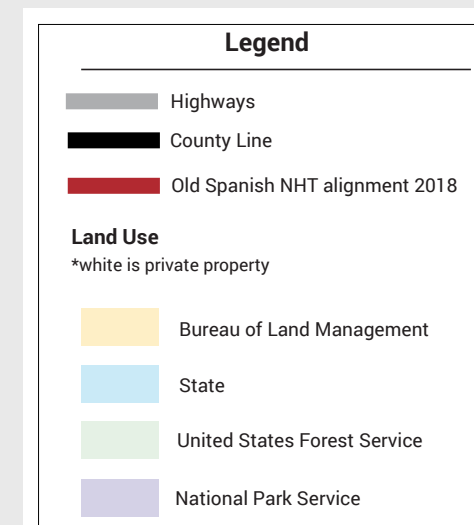 Legend
Highways
County Line
Old Spanish NHT alignment 2018
Land Use
*white is private property
Bureau of Land Management
State
United States Forest Service
National Park Service